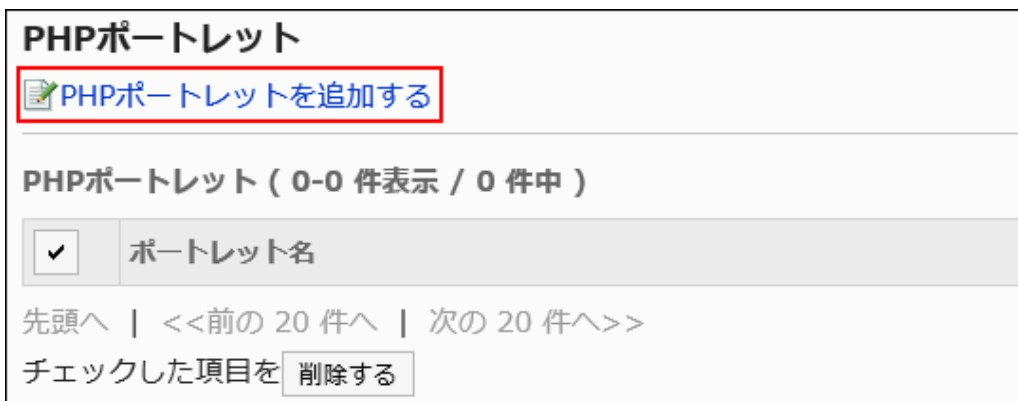 PHPポートレット
PHPポートレットを追加する
PHPポートレット ( 0-0 件表示 / 0 件中 )
ポートレット名
先頭へ | <<前の 20 件へ | 次の 20 件へ>>
チェックした項目を 削除する